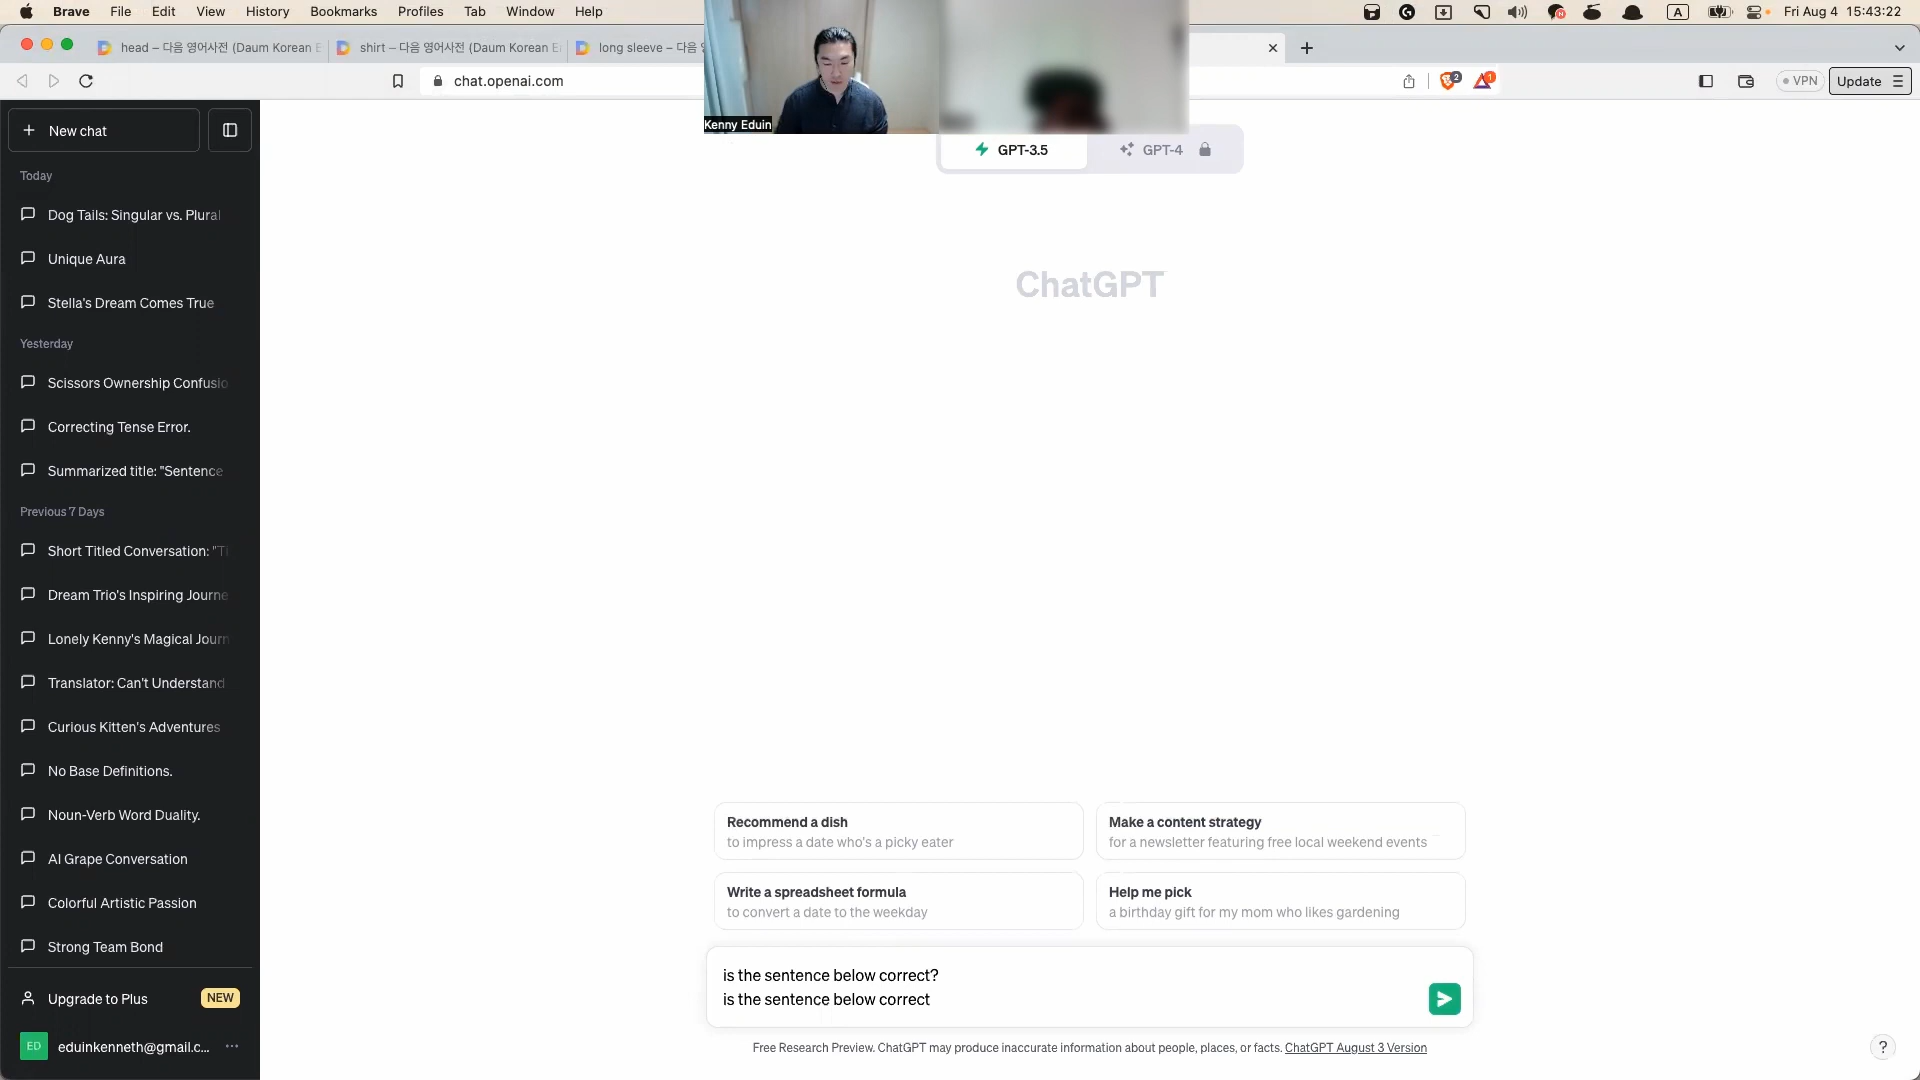 Brave File Edit View History Bookmarks Profiles Tab Window Help
A
Fri Aug 4 15:43:22
head – 다음 영어사전 (Daum Korean E
shirt – 다음 영어사전 (Daum Korean E
long sleeve – 다음
chat.openai.com
2
1
VPN
Update
Kenny Eduin
New chat
GPT-3.5
GPT-4
Today
Dog Tails: Singular vs. Plural
Unique Aura
Stella's Dream Comes True
ChatGPT
Yesterday
Scissors Ownership Confusio
Correcting Tense Error.
Summarized title: "Sentence
Previous 7 Days
Short Titled Conversation: "T
Dream Trio's Inspiring Journe
Lonely Kenny's Magical Journ
Translator: Can't Understand
Curious Kitten's Adventures
No Base Definitions.
Noun-Verb Word Duality.
AI Grape Conversation
Colorful Artistic Passion
Strong Team Bond
Recommend a dish
to impress a date who's a picky eater
Make a content strategy
for a newsletter featuring free local weekend events
Write a spreadsheet formula
to convert a date to the weekday
Help me pick
a birthday gift for my mom who likes gardening
is the sentence below correct?
is the sentence below correct
Upgrade to Plus
NEW
ED
eduinkenneth@gmail.c...
Free Research Preview. ChatGPT may produce inaccurate information about people, places, or facts. ChatGPT August 3 Version
?